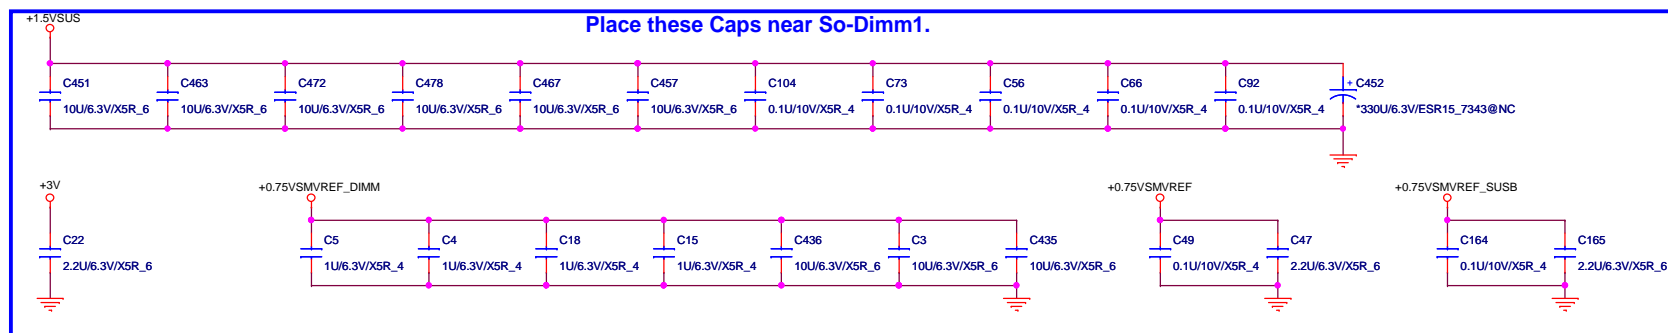 Place these Caps near So-Dimm1.
+1.5VSUS
C451 C463 C472 C478 C467 C457 C104 C73 C56 C66 C92 + C452
10U/6.3V/X5R_6 10U/6.3V/X5R_6 10U/6.3V/X5R_6 10U/6.3V/X5R_6 10U/6.3V/X5R_6 10U/6.3V/X5R_6 0.1U/10V/X5R_4 0.1U/10V/X5R_4 0.1U/10V/X5R_4 0.1U/10V/X5R_4 0.1U/10V/X5R_4 *330U/6.3V/ESR15_7343@NC
+3V +0.75VSMVREF_DIMM +0.75VSMVREF +0.75VSMVREF_SUSB
C22 C5 C4 C18 C15 C436 C3 C435 C49 C47 C164 C165
2.2U/6.3V/X5R_6 1U/6.3V/X5R_4 1U/6.3V/X5R_4 1U/6.3V/X5R_4 1U/6.3V/X5R_4 10U/6.3V/X5R_6 10U/6.3V/X5R_6 10U/6.3V/X5R_6 0.1U/10V/X5R_4 2.2U/6.3V/X5R_6 0.1U/10V/X5R_4 2.2U/6.3V/X5R_6